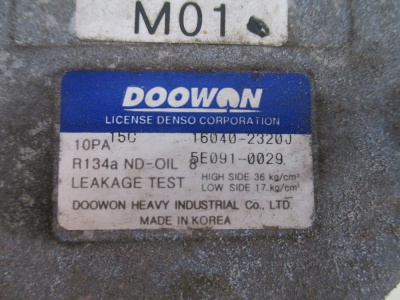 M01
DOOWON
LICENSE DENSO CORPORATION
10PA 15C 16040-2320J
R134a ND-OIL 8 5E091-0029
LEAKAGE TEST HIGH SIDE 36 kg/cm²
LOW SIDE 17 kg/cm²
DOOWON HEAVY INDUSTRIAL Co., LTD.
MADE IN KOREA